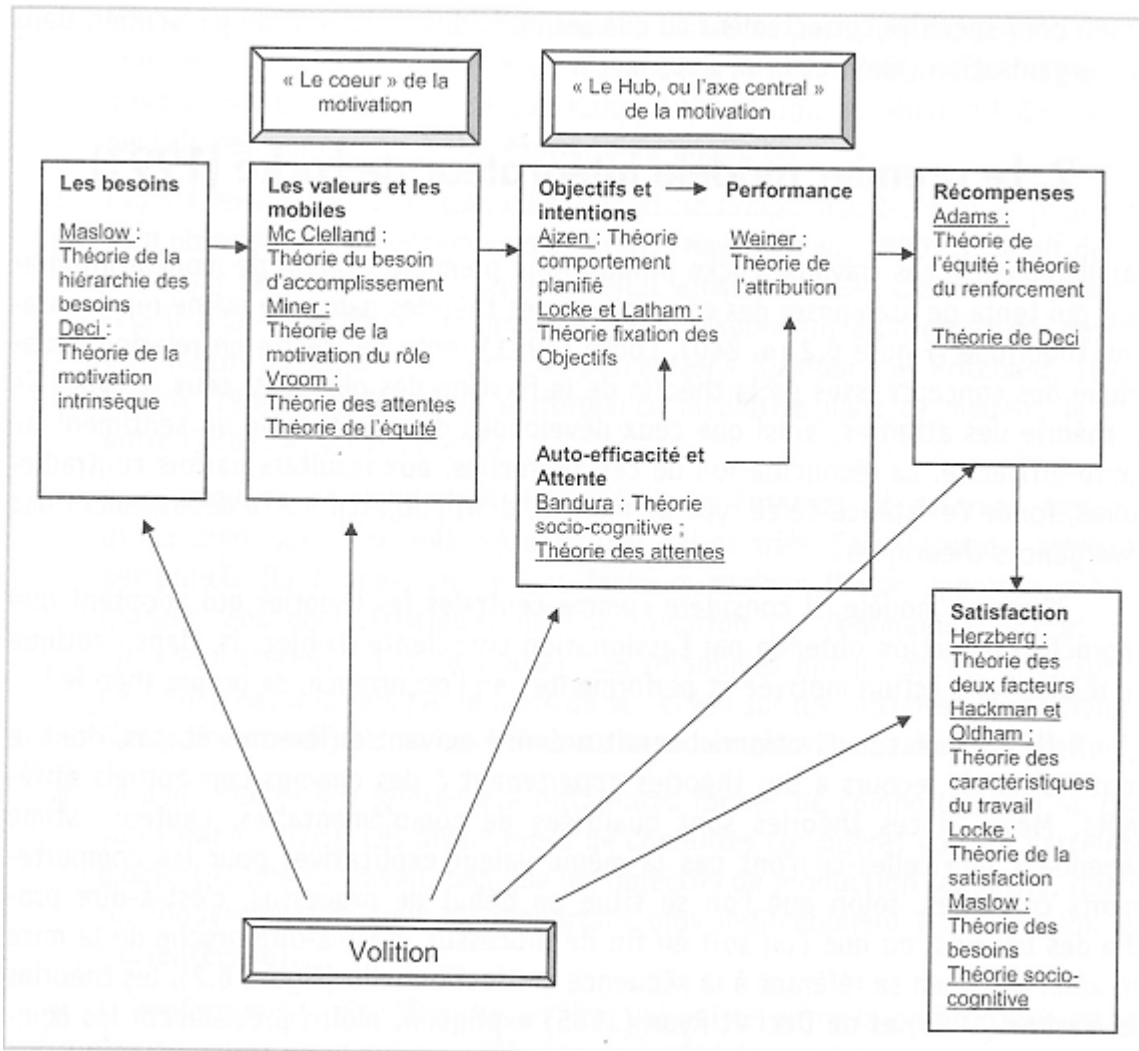 « Le coeur » de la
motivation
« Le Hub, ou l'axe central »
de la motivation
Les besoins
Maslow :
Théorie de la
hiérarchie des
besoins
Deci :
Théorie de la
motivation
intrinsèque
Les valeurs et les
mobiles
Mc Clelland :
Théorie du besoin
d'accomplissement
Miner :
Théorie de la
motivation du rôle
Vroom :
Théorie des attentes
Théorie de l'équité
Objectifs et
intentions
Ajzen : Théorie
comportement
planifié
Locke et Latham :
Théorie fixation des
Objectifs
Performance
Weiner :
Théorie de
l'attribution
Auto-efficacité et
Attente
Bandura : Théorie
socio-cognitive ;
Théorie des attentes
Récompenses
Adams :
Théorie de
l'équité ; théorie
du renforcement
Théorie de Deci
Satisfaction
Herzberg :
Théorie des
deux facteurs
Hackman et
Oldham :
Théorie des
caractéristiques
du travail
Locke :
Théorie de la
satisfaction
Maslow :
Théorie des
besoins
Théorie socio-
cognitive
Volition